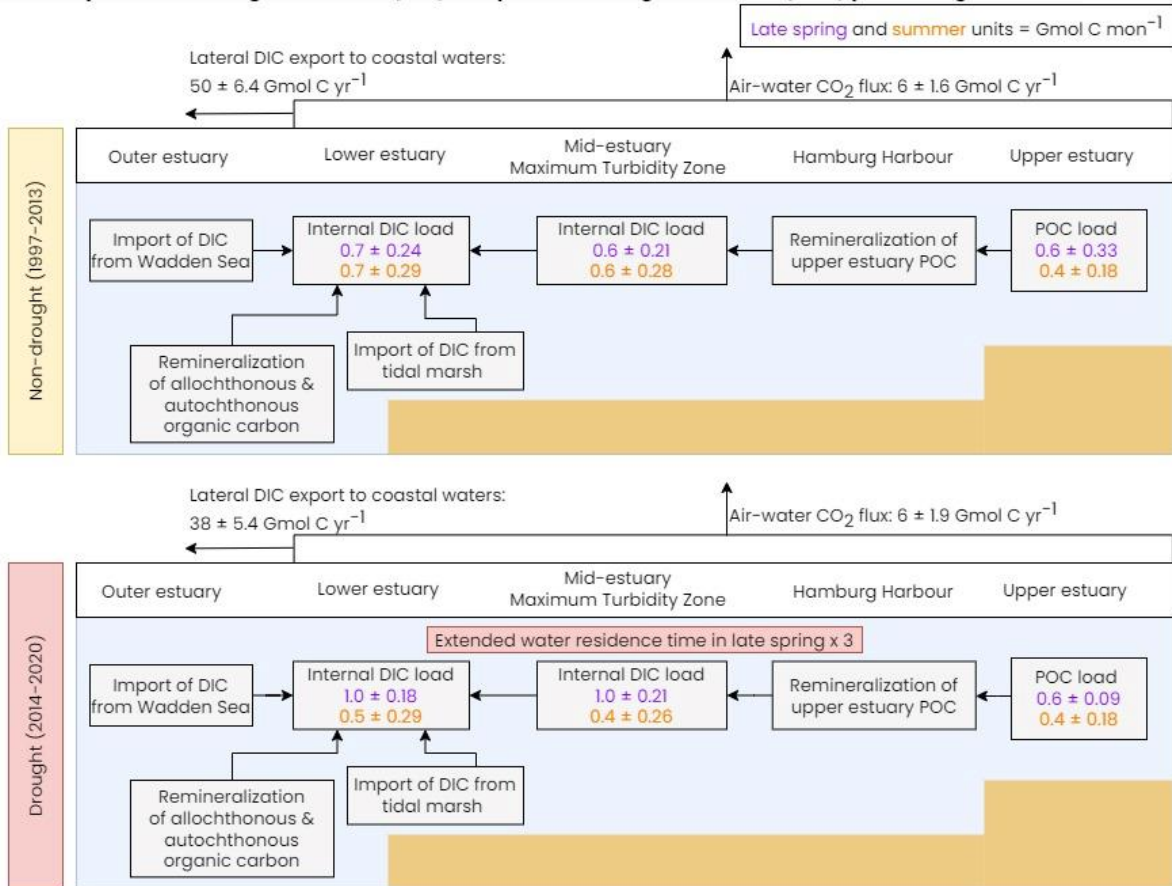 Late spring and summer units = Gmol C mon⁻¹
Lateral DIC export to coastal waters:
50 ± 6.4 Gmol C yr⁻¹
Air-water CO₂ flux: 6 ± 1.6 Gmol C yr⁻¹
Non-drought (1997-2013)
Outer estuary
Lower estuary
Mid-estuary
Maximum Turbidity Zone
Hamburg Harbour
Upper estuary
Import of DIC
from Wadden Sea
Internal DIC load
0.7 ± 0.24
0.7 ± 0.29
Internal DIC load
0.6 ± 0.21
0.6 ± 0.28
Remineralization of
upper estuary POC
POC load
0.6 ± 0.33
0.4 ± 0.18
Remineralization
of allochthonous &
autochthonous
organic carbon
Import of DIC from
tidal marsh
Lateral DIC export to coastal waters:
38 ± 5.4 Gmol C yr⁻¹
Air-water CO₂ flux: 6 ± 1.9 Gmol C yr⁻¹
Drought (2014-2020)
Outer estuary
Lower estuary
Mid-estuary
Maximum Turbidity Zone
Hamburg Harbour
Upper estuary
Extended water residence time in late spring x 3
Import of DIC
from Wadden Sea
Internal DIC load
1.0 ± 0.18
0.5 ± 0.29
Internal DIC load
1.0 ± 0.21
0.4 ± 0.26
Remineralization of
upper estuary POC
POC load
0.6 ± 0.09
0.4 ± 0.18
Remineralization
of allochthonous &
autochthonous
organic carbon
Import of DIC from
tidal marsh